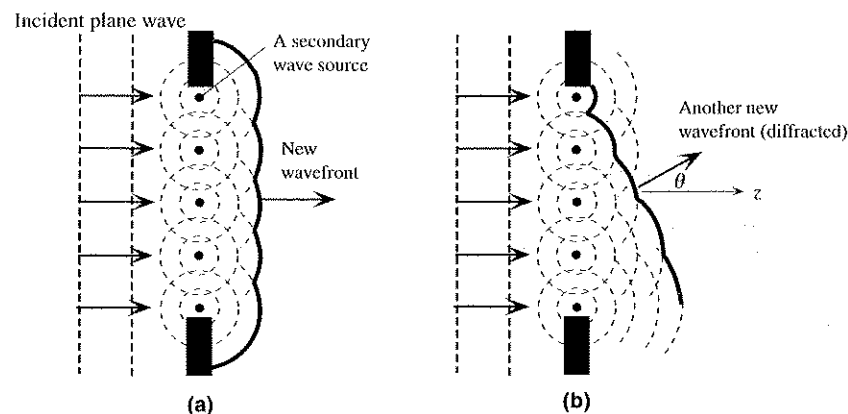 Incident plane wave
A secondary
wave source
New
wavefront
(a)
Another new
wavefront (diffracted)
θ
z
(b)